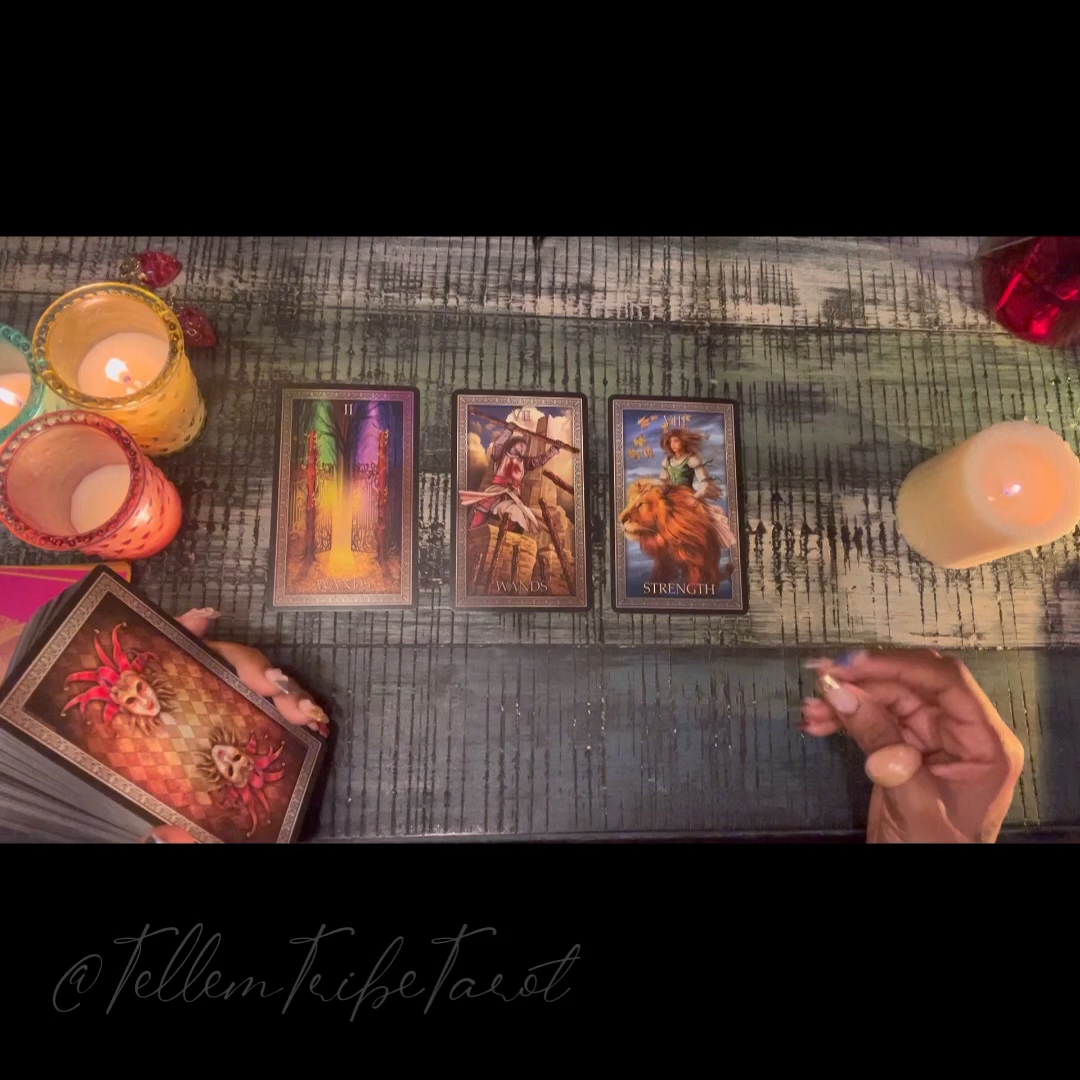 II
WANDS
VII
WANDS
VIII
STRENGTH
@TellemTribeTarot